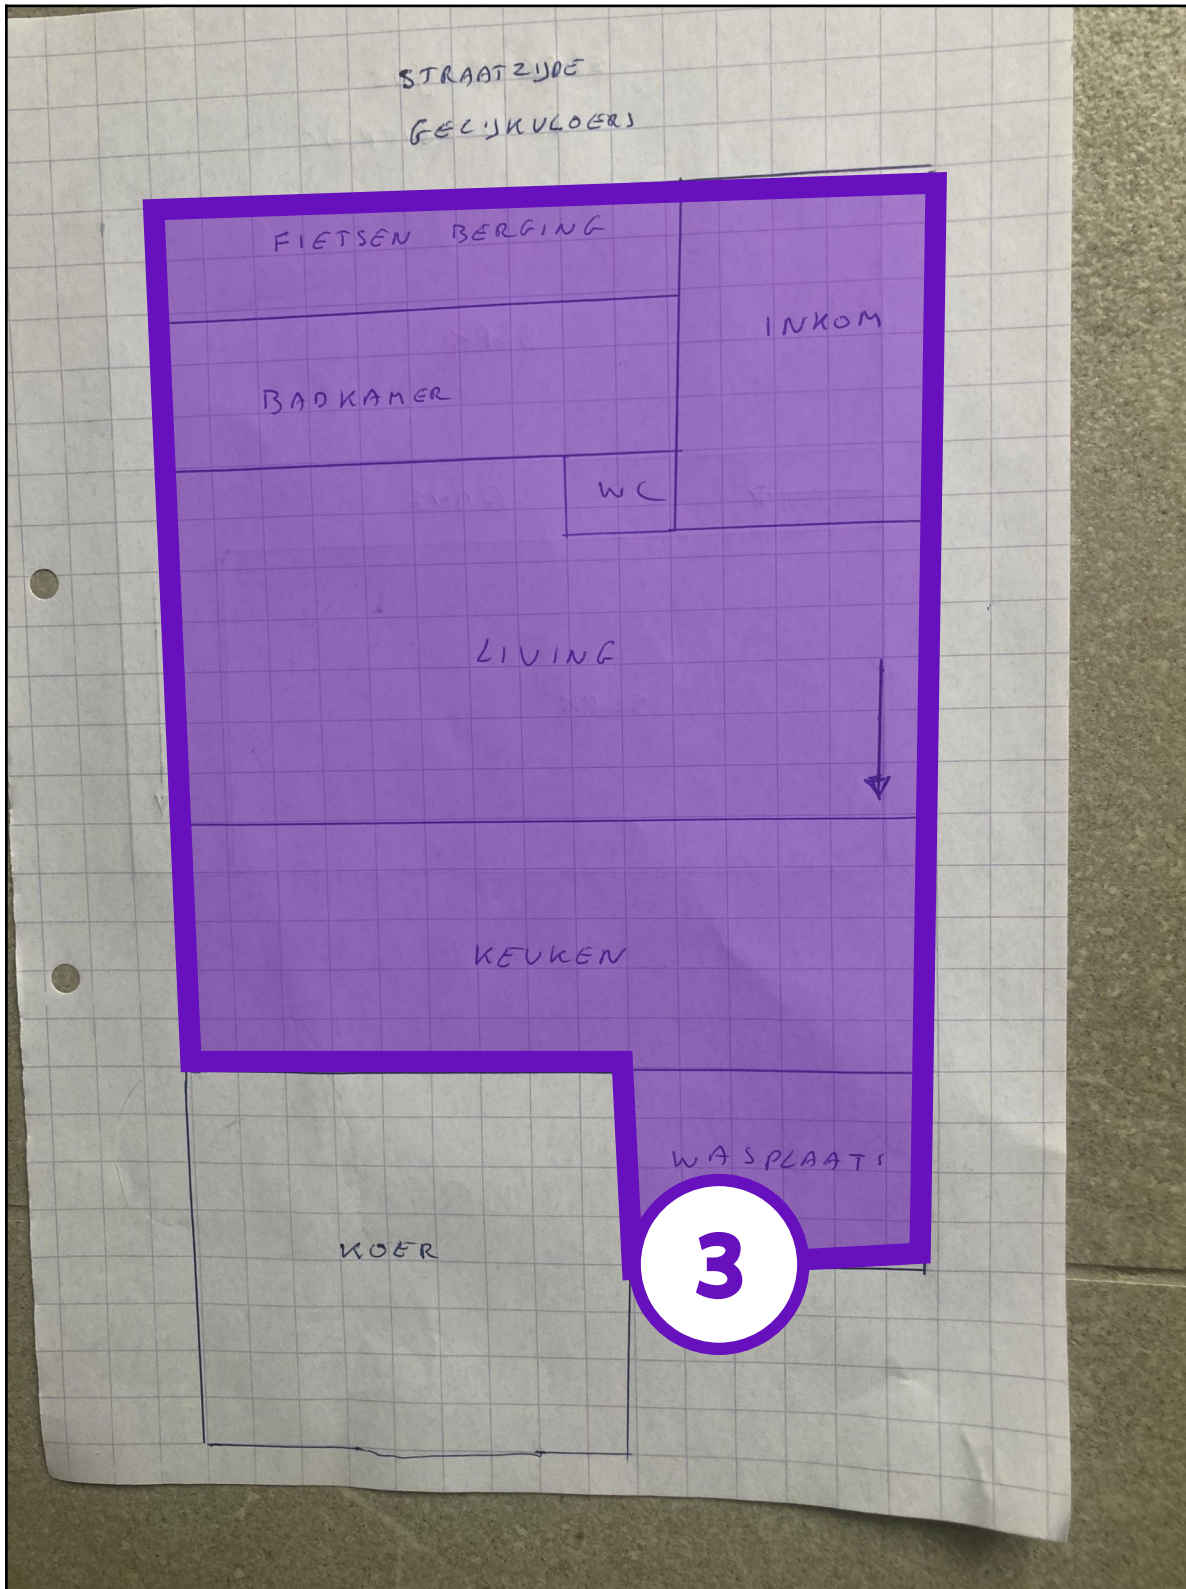 STRAATZIJDE
GELIJKVLOERS
FIETSEN BERGING
INKOM
BADKAMER
WC
LIVING
KEUKEN
WASPLAATS
KOER
3